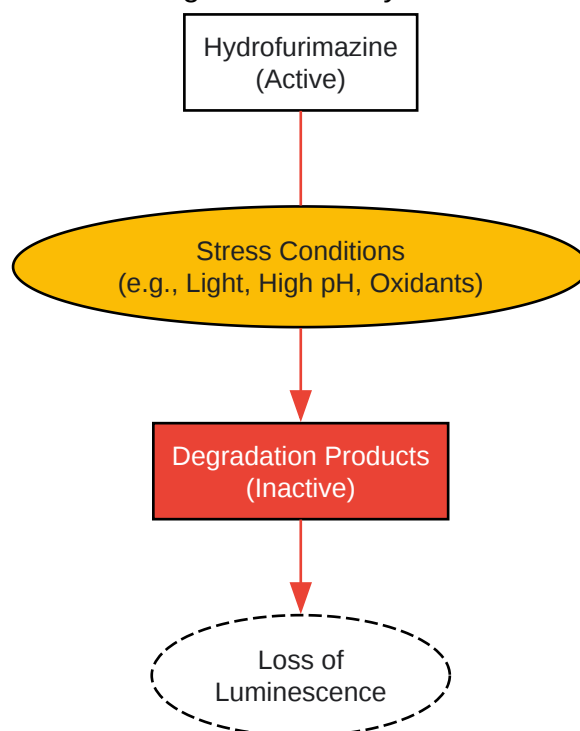 Hydrofurimazine
(Active)
Stress Conditions
(e.g., Light, High pH, Oxidants)
Degradation Products
(Inactive)
Loss of
Luminescence